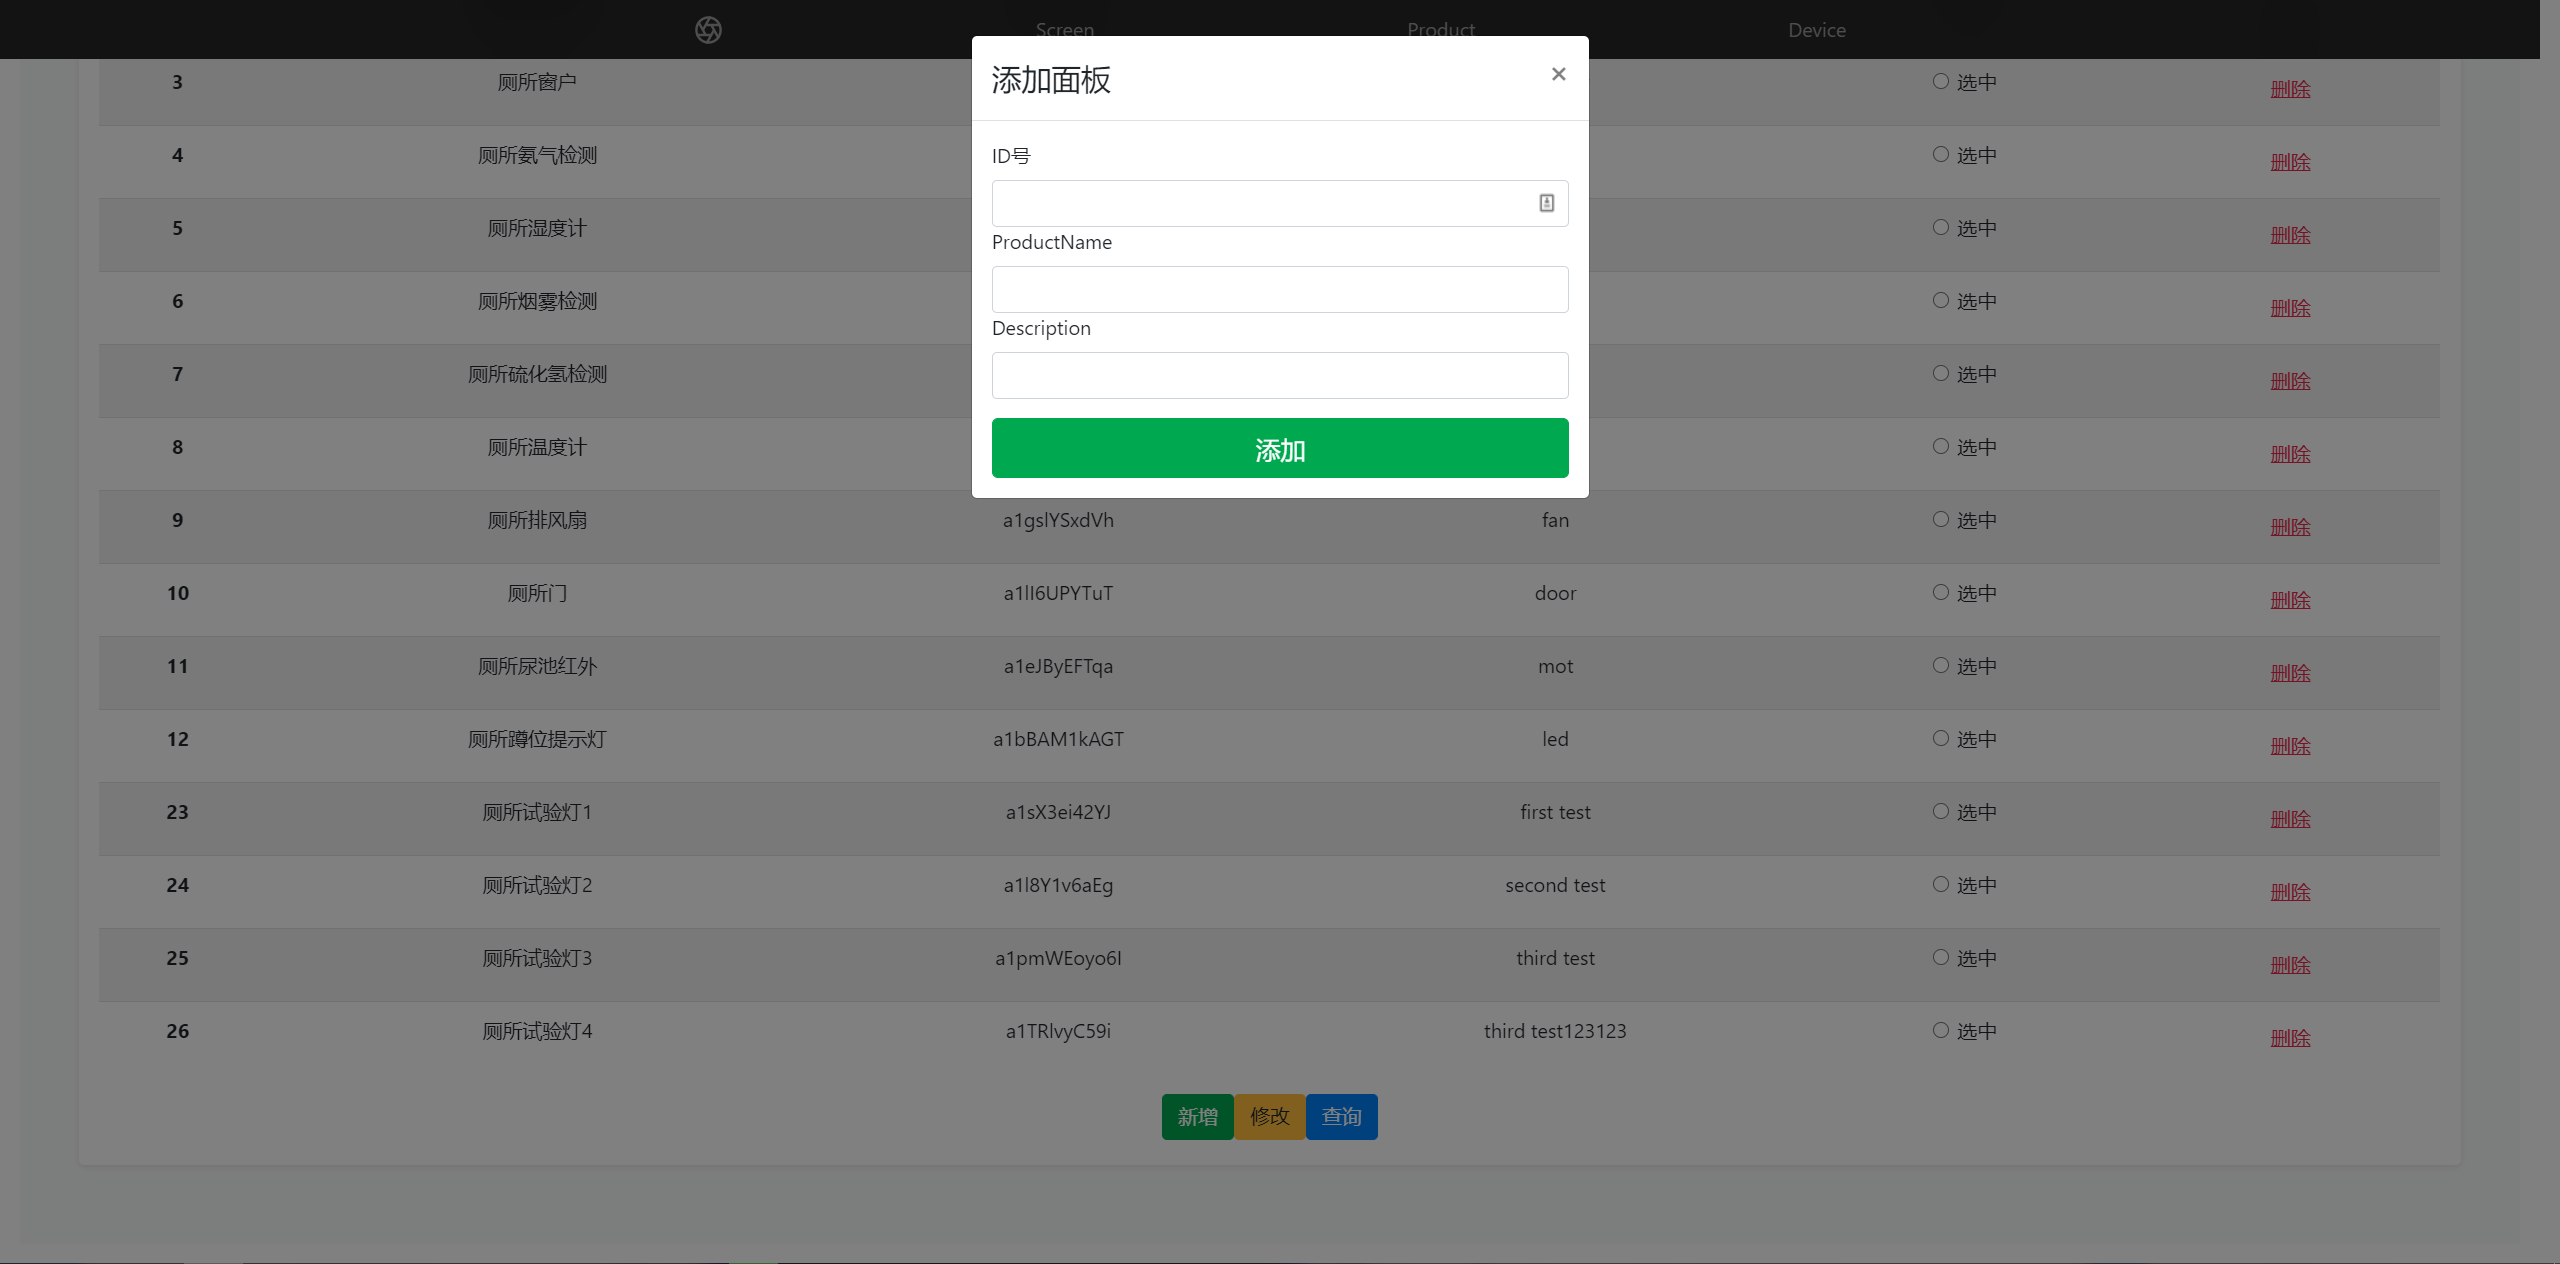 Screen Product Device
添加面板 ×
ID号
ProductName
Description
添加
3 厕所窗户 选中 删除
4 厕所氨气检测 选中 删除
5 厕所湿度计 选中 删除
6 厕所烟雾检测 选中 删除
7 厕所硫化氢检测 选中 删除
8 厕所温度计 选中 删除
9 厕所排风扇 a1gslYSxdVh fan 选中 删除
10 厕所门 a1lI6UPYTuT door 选中 删除
11 厕所尿池红外 a1eJByEFTqa mot 选中 删除
12 厕所蹲位提示灯 a1bBAM1kAGT led 选中 删除
23 厕所试验灯1 a1sX3ei42YJ first test 选中 删除
24 厕所试验灯2 a1l8Y1v6aEg second test 选中 删除
25 厕所试验灯3 a1pmWEoyo6I third test 选中 删除
26 厕所试验灯4 a1TRlvyC59i third test123123 选中 删除
新增 修改 查询